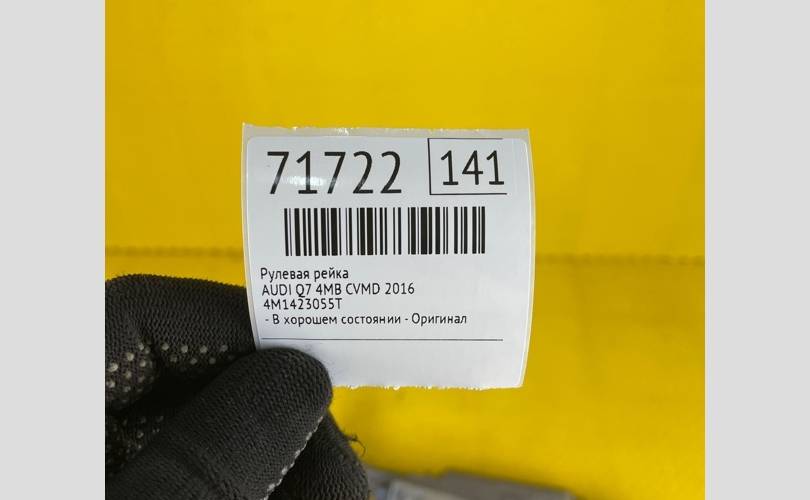 71722 141
Рулевая рейка
AUDI Q7 4MB CVMD 2016
4M1423055T
- В хорошем состоянии - Оригинал